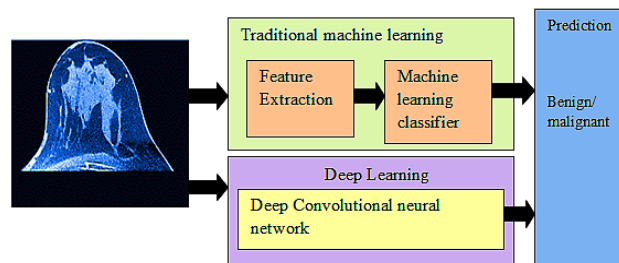 Traditional machine learning
Feature
Extraction
Machine
learning
classifier
Prediction
Benign/
malignant
Deep Learning
Deep Convolutional neural
network